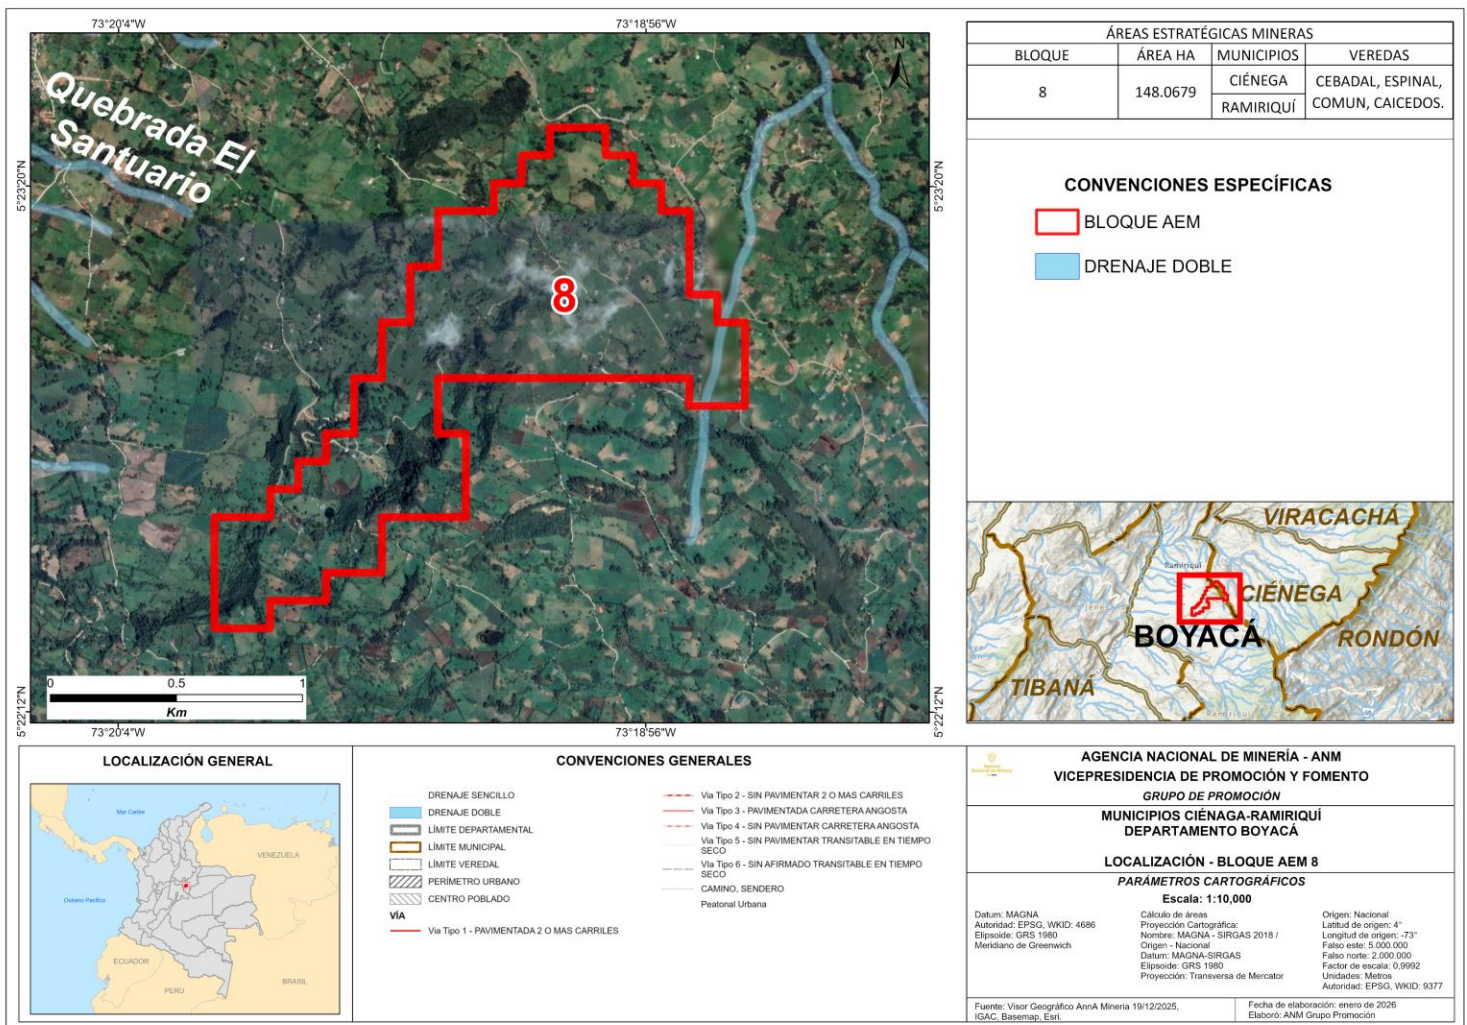 73°20'4"W
73°18'56"W
N
5°23'20"N
5°23'20"N
Quebrada El
Santuario
8
0
0.5
1
Km
5°22'12"N
5°22'12"N
73°20'4"W
73°18'56"W
ÁREAS ESTRATÉGICAS MINERAS
BLOQUE ÁREA HA MUNICIPIOS VEREDAS
8 148.0679 CIÉNEGA CEBADAL, ESPINAL,
RAMIRIQUÍ COMUN, CAICEDOS.
CONVENCIONES ESPECÍFICAS
BLOQUE AEM
DRENAJE DOBLE
VIRACACHÁ
Ramiriquí
CIÉNEGA
BOYACÁ
RONDÓN
TIBANÁ
Ramiriquí
LOCALIZACIÓN GENERAL
Mar Caribe
VENEZUELA
Océano Pacífico
ECUADOR
PERU
BRASIL
CONVENCIONES GENERALES
DRENAJE SENCILLO
DRENAJE DOBLE
LÍMITE DEPARTAMENTAL
LÍMITE MUNICIPAL
LÍMITE VEREDAL
PERÍMETRO URBANO
CENTRO POBLADO
VÍA
Via Tipo 1 - PAVIMENTADA 2 O MAS CARRILES
Via Tipo 2 - SIN PAVIMENTAR 2 O MAS CARRILES
Via Tipo 3 - PAVIMENTADA CARRETERA ANGOSTA
Via Tipo 4 - SIN PAVIMENTAR CARRETERA ANGOSTA
Via Tipo 5 - SIN PAVIMENTAR TRANSITABLE EN TIEMPO
SECO
Vía Tipo 6 - SIN AFIRMADO TRANSITABLE EN TIEMPO
SECO
CAMINO, SENDERO
Peatonal Urbana
AGENCIA NACIONAL DE MINERÍA - ANM
VICEPRESIDENCIA DE PROMOCIÓN Y FOMENTO
GRUPO DE PROMOCIÓN
MUNICIPIOS CIÉNAGA-RAMIRIQUÍ
DEPARTAMENTO BOYACÁ
LOCALIZACIÓN - BLOQUE AEM 8
PARÁMETROS CARTOGRÁFICOS
Escala: 1:10,000
Datum: MAGNA
Autoridad: EPSG, WKID: 4686
Elipsoide: GRS 1980
Meridiano de Greenwich
Cálculo de áreas
Proyección Cartográfica:
Nombre: MAGNA - SIRGAS 2018 /
Origen - Nacional
Datum: MAGNA-SIRGAS
Elipsoide: GRS 1980
Proyección: Transversa de Mercator
Origen: Nacional
Latitud de origen: 4°
Longitud de origen: -73°
Falso este: 5.000.000
Falso norte: 2.000.000
Factor de escala: 0,9992
Unidades: Metros
Autoridad: EPSG, WKID: 9377
Fuente: Visor Geográfico AnnA Mineria 19/12/2025,
IGAC, Basemap, Esri.
Fecha de elaboración: enero de 2026
Elaboró: ANM Grupo Promoción